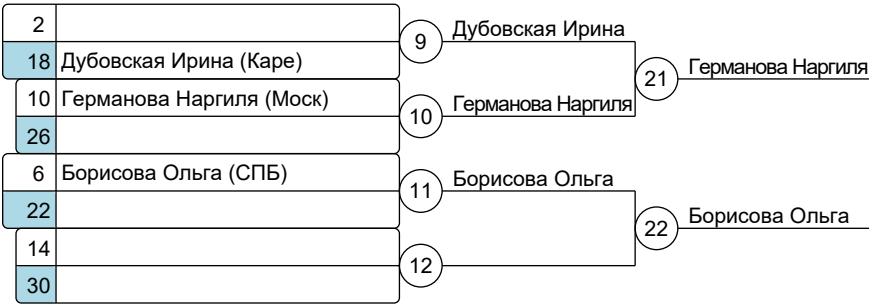 2
18 Дубовская Ирина (Каре)
9 Дубовская Ирина
10 Германова Наргиля (Моск)
26
10 Германова Наргиля
21 Германова Наргиля
6 Борисова Ольга (СПБ)
22
11 Борисова Ольга
14
30
12
22 Борисова Ольга